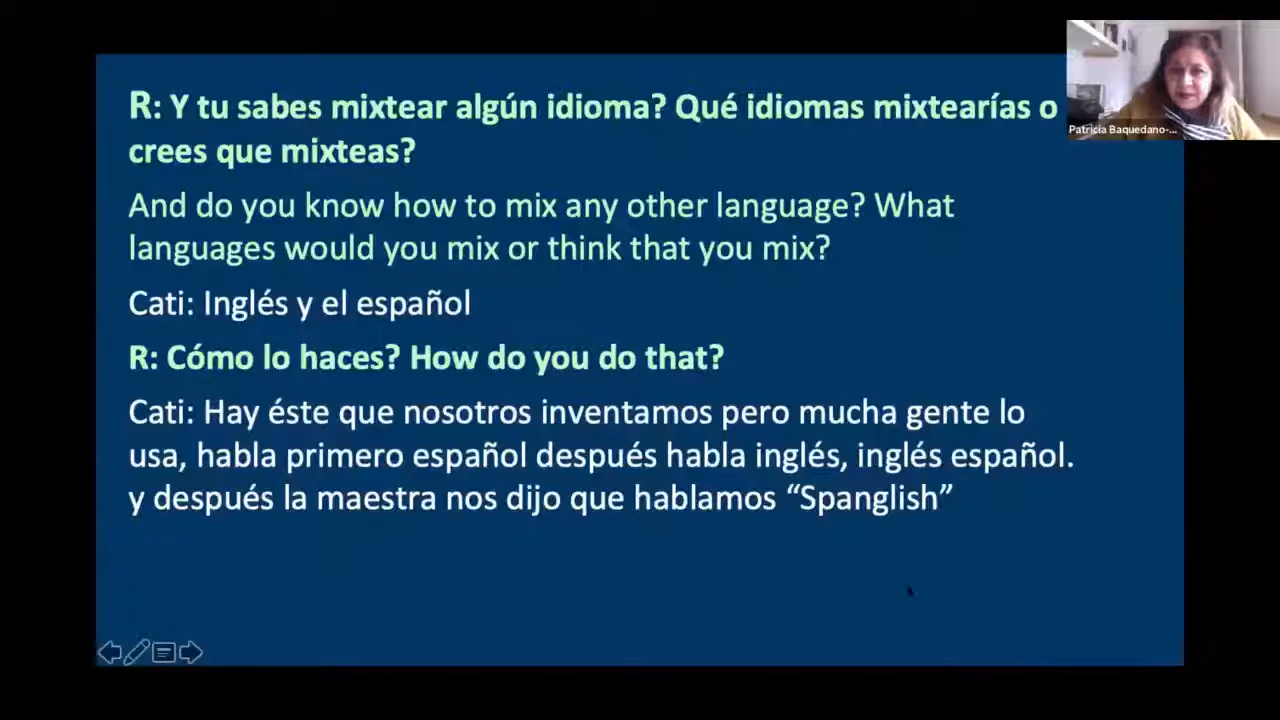 R: Y tu sabes mixtear algún idioma? Qué idiomas mixtearías o
crees que mixteas?
And do you know how to mix any other language? What
languages would you mix or think that you mix?
Cati: Inglés y el español
R: Cómo lo haces? How do you do that?
Cati: Hay éste que nosotros inventamos pero mucha gente lo
usa, habla primero español después habla inglés, inglés español.
y después la maestra nos dijo que hablamos “Spanglish”
Patricia Baquedano-...